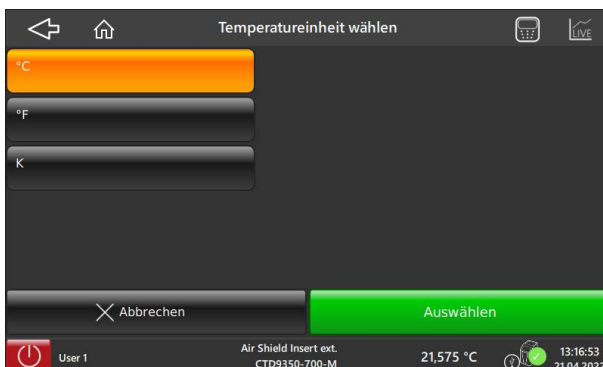 Temperatureinheit wählen
LIVE
°C
°F
K
Abbrechen
Auswählen
User 1
Air Shield Insert ext.
CTD9350-700-M
21,575 °C
13:16:53